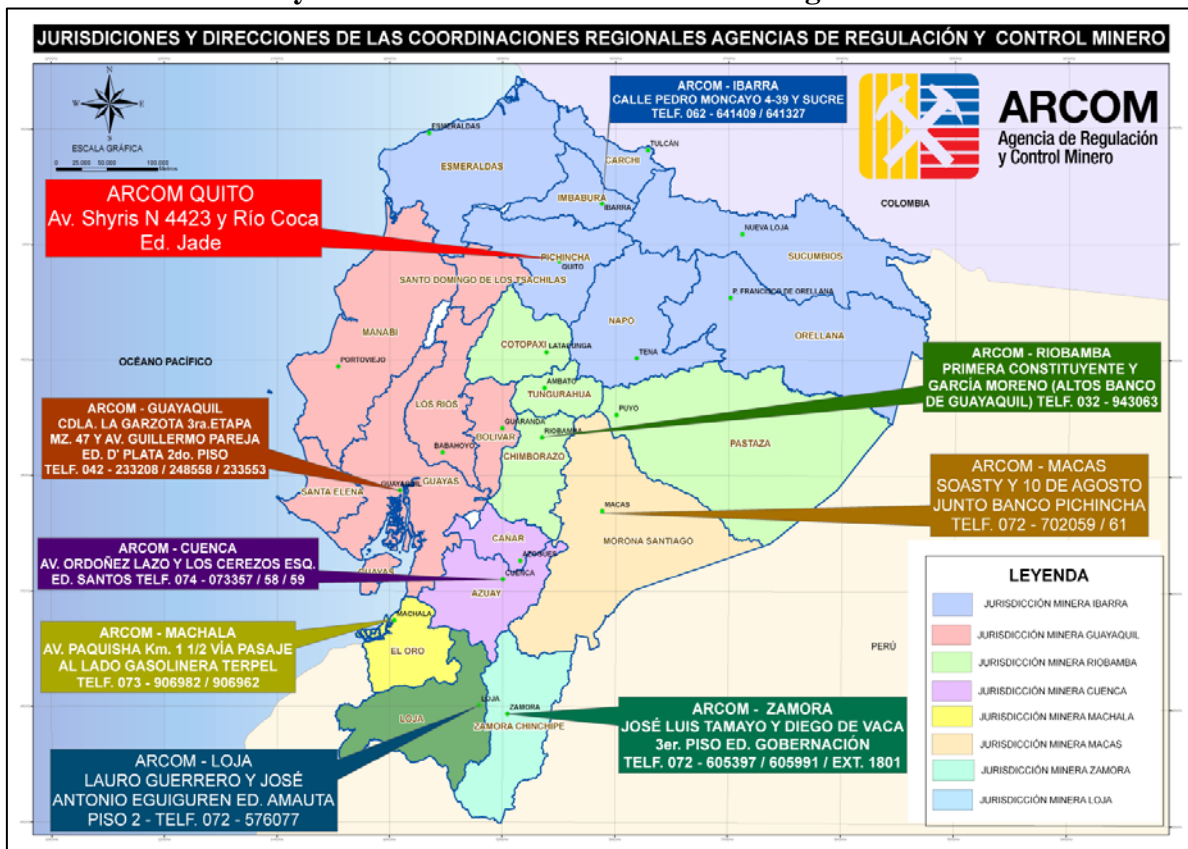 JURISDICIONES Y DIRECCIONES DE LAS COORDINACIONES REGIONALES AGENCIAS DE REGULACIÓN Y CONTROL MINERO
N
W
E
S
ESCALA GRÁFICA
0 25.000 50.000 100.000
Metros
ARCOM - IBARRA
CALLE PEDRO MONCAYO 4-39 Y SUCRE
TELF. 062 - 641409 / 641327
ARCOM
Agencia de Regulación
y Control Minero
ESMERALDAS
TULCÁN
CARCHI
ESMERALDAS
IMBABURA
IBARRA
COLOMBIA
ARCOM QUITO
Av. Shyris N 4423 y Río Coca
Ed. Jade
NUEVA LOJA
SUCUMBIOS
PICHINCHA
QUITO
SANTO DOMINGO DE LOS TSACHILAS
P. FRANCISCO DE ORELLANA
NAPO
ORELLANA
MANABI
COTOPAXI
LATACUNGA
TENA
OCÉANO PACÍFICO
PORTOVIEJO
ARCOM - RIOBAMBA
PRIMERA CONSTITUYENTE Y
GARCÍA MORENO (ALTOS BANCO
DE GUAYAQUIL) TELF. 032 - 943063
AMBATO
TUNGURAHUA
LOS RIOS
PUYO
ARCOM - GUAYAQUIL
CDLA. LA GARZOTA 3ra.ETAPA
MZ. 47 Y AV. GUILLERMO PAREJA
ED. D' PLATA 2do. PISO
TELF. 042 - 233208 / 248558 / 233553
GUARANDA
BOLIVAR
RIOBAMBA
PASTAZA
BABAHOYO
CHIMBORAZO
GUAYAQUIL
GUAYAS
SANTA ELENA
ARCOM - MACAS
SOASTY Y 10 DE AGOSTO
JUNTO BANCO PICHINCHA
TELF. 072 - 702059 / 61
MACAS
CANAR
MORONA SANTIAGO
ARCOM - CUENCA
AV. ORDOÑEZ LAZO Y LOS CEREZOS ESQ.
ED. SANTOS TELF. 074 - 073357 / 58 / 59
AZOGUES
GUAYAS
CUENCA
AZUAY
ARCOM - MACHALA
AV. PAQUISHA Km. 1 1/2 VÍA PASAJE
AL LADO GASOLINERA TERPEL
TELF. 073 - 906982 / 906962
MACHALA
EL ORO
PERÚ
LOJA
LOJA
ZAMORA
ZAMORA CHINCHIPE
ARCOM - ZAMORA
JOSÉ LUIS TAMAYO Y DIEGO DE VACA
3er. PISO ED. GOBERNACIÓN
TELF. 072 - 605397 / 605991 / EXT. 1801
ARCOM - LOJA
LAURO GUERRERO Y JOSÉ
ANTONIO EGUIGUREN ED. AMAUTA
PISO 2 - TELF. 072 - 576077
LEYENDA
JURISDICCIÓN MINERA IBARRA
JURISDICCIÓN MINERA GUAYAQUIL
JURISDICCIÓN MINERA RIOBAMBA
JURISDICCIÓN MINERA CUENCA
JURISDICCIÓN MINERA MACHALA
JURISDICCIÓN MINERA MACAS
JURISDICCIÓN MINERA ZAMORA
JURISDICCIÓN MINERA LOJA